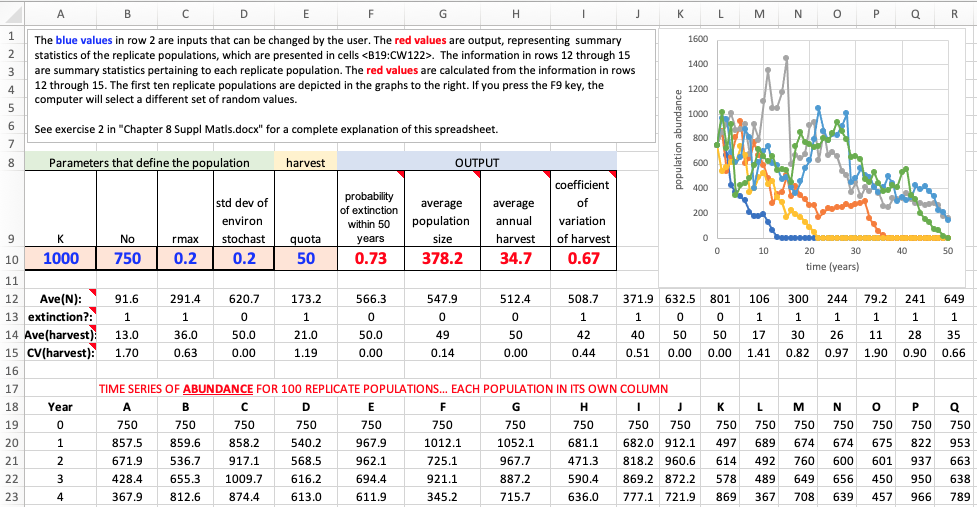 A B C D E F G H I J K L M N O P Q R
1 2 3 4 5 6 7
The blue values in row 2 are inputs that can be changed by the user. The red values are output, representing summary
statistics of the replicate populations, which are presented in cells <B19:CW122>. The information in rows 12 through 15
are summary statistics pertaining to each replicate population. The red values are calculated from the information in rows
12 through 15. The first ten replicate populations are depicted in the graphs to the right. If you press the F9 key, the
computer will select a different set of random values.
See exercise 2 in "Chapter 8 Suppl Matls.docx" for a complete explanation of this spreadsheet.
population abundance
1600
1400
1200
1000
800
600
400
200
0
0 10 20 30 40 50
time (years)
8 Parameters that define the population harvest OUTPUT
9 K No rmax std dev of environ stochast quota probability of extinction within 50 years average population size average annual harvest coefficient of variation of harvest
10 1000 750 0.2 0.2 50 0.73 378.2 34.7 0.67
11
12 Ave(N): 91.6 291.4 620.7 173.2 566.3 547.9 512.4 508.7 371.9 632.5 801 106 300 244 79.2 241 649
13 extinction?: 1 1 0 1 0 0 0 1 1 0 0 1 1 1 1 1 1
14 Ave(harvest): 13.0 36.0 50.0 21.0 50.0 49 50 42 40 50 50 17 30 26 11 28 35
15 CV(harvest): 1.70 0.63 0.00 1.19 0.00 0.14 0.00 0.44 0.51 0.00 0.00 1.41 0.82 0.97 1.90 0.90 0.66
16
17 TIME SERIES OF ABUNDANCE FOR 100 REPLICATE POPULATIONS... EACH POPULATION IN ITS OWN COLUMN
18 Year A B C D E F G H I J K L M N O P Q
19 0 750 750 750 750 750 750 750 750 750 750 750 750 750 750 750 750 750
20 1 857.5 859.6 858.2 540.2 967.9 1012.1 1052.1 681.1 682.0 912.1 497 689 674 674 675 822 953
21 2 671.9 536.7 917.1 568.5 962.1 725.1 967.7 471.3 818.2 960.6 614 492 760 600 601 937 663
22 3 428.4 655.3 1009.7 616.2 694.4 921.1 887.2 590.4 869.2 872.2 578 489 649 656 450 950 638
23 4 367.9 812.6 874.4 613.0 611.9 345.2 715.7 636.0 777.1 721.9 869 367 708 639 457 966 789